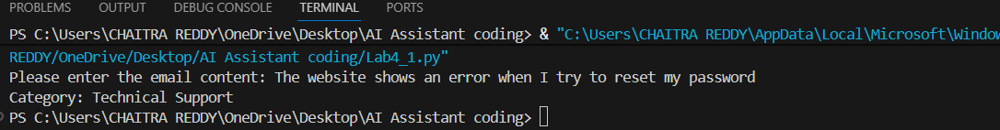 PROBLEMS OUTPUT DEBUG CONSOLE TERMINAL PORTS
PS C:\Users\CHAITRA REDDY\OneDrive\Desktop\AI Assistant coding> & "C:\Users\CHAITRA REDDY\AppData\Local\Microsoft\Window
REDDY/OneDrive/Desktop/AI Assistant coding/Lab4_1.py"
Please enter the email content: The website shows an error when I try to reset my password
Category: Technical Support
PS C:\Users\CHAITRA REDDY\OneDrive\Desktop\AI Assistant coding>